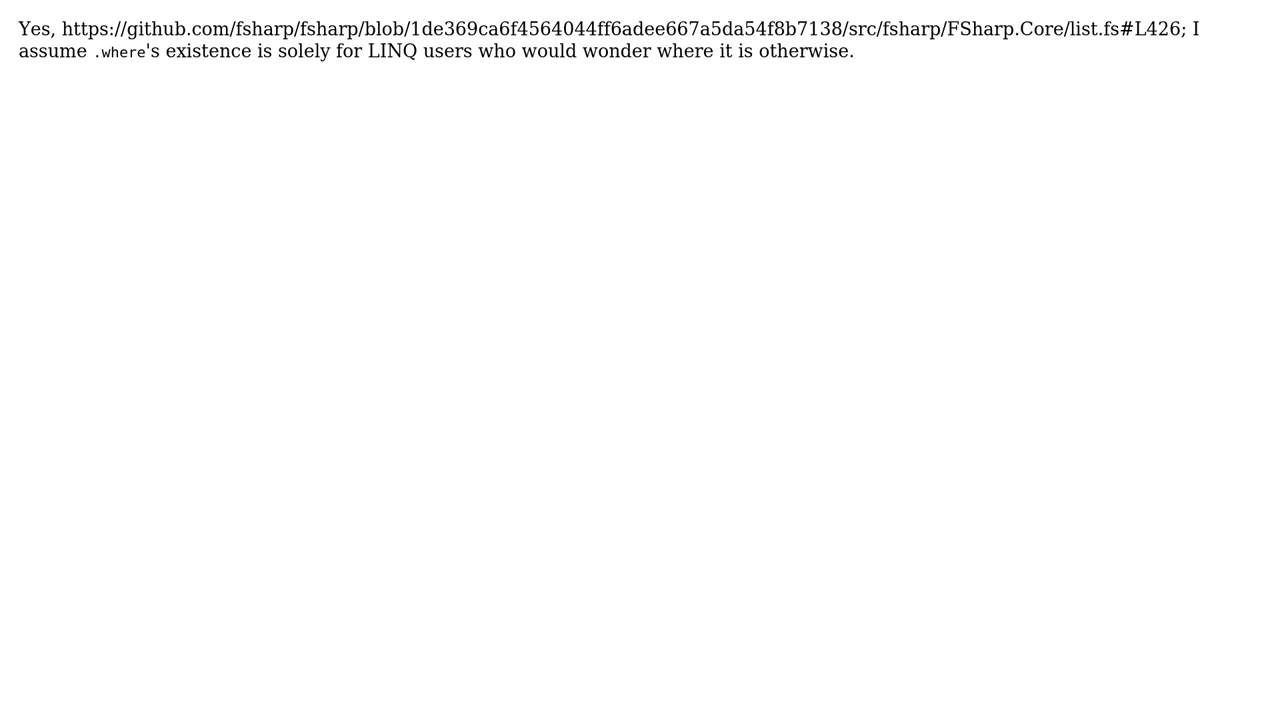 Yes, https://github.com/fsharp/fsharp/blob/1de369ca6f4564044ff6adee667a5da54f8b7138/src/fsharp/FSharp.Core/list.fs#L426; I
assume .where's existence is solely for LINQ users who would wonder where it is otherwise.